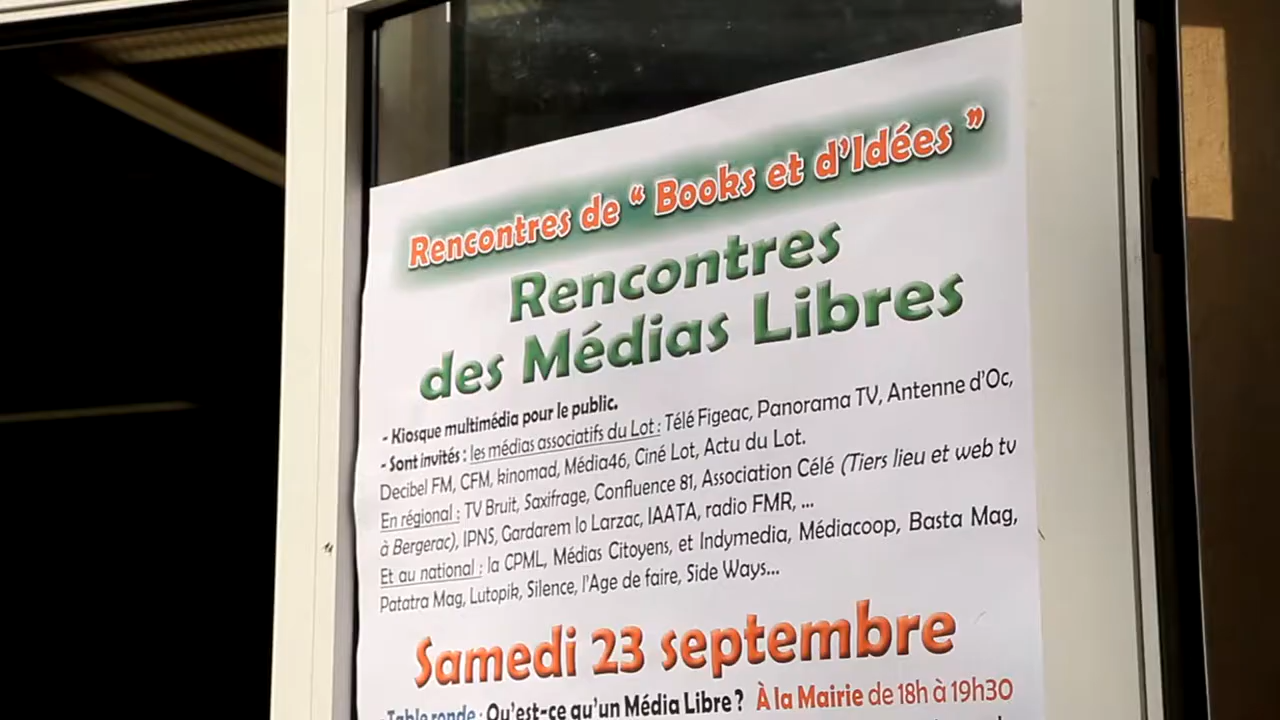 Rencontres de “ Books et d’Idées ”
Rencontres
des Médias Libres
- Kiosque multimédia pour le public.
- Sont invités : les médias associatifs du Lot : Télé Figeac, Panorama TV, Antenne d’Oc,
Decibel FM, CFM, kinomad, Média46, Ciné Lot, Actu du Lot.
En régional : TV Bruit, Saxifrage, Confluence 81, Association Célé (Tiers lieu et web tv
à Bergerac), IPNS, Gardarem lo Larzac, IAATA, radio FMR, ...
Et au national : la CPML, Médias Citoyens, et Indymedia, Médiacoop, Basta Mag,
Patatra Mag, Lutopik, Silence, l’Age de faire, Side Ways...
Samedi 23 septembre
- Table ronde : Qu’est-ce qu’un Média Libre ? À la Mairie de 18h à 19h30